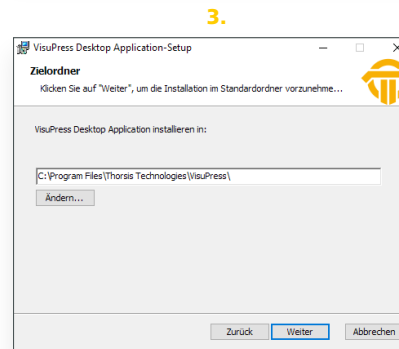 3.
VisuPress Desktop Application-Setup
Zielordner
Klicken Sie auf "Weiter", um die Installation im Standardordner vorzunehme...
VisuPress Desktop Application installieren in:
C:\Program Files\Thorsis Technologies\VisuPress\
Ändern...
Zurück Weiter Abbrechen